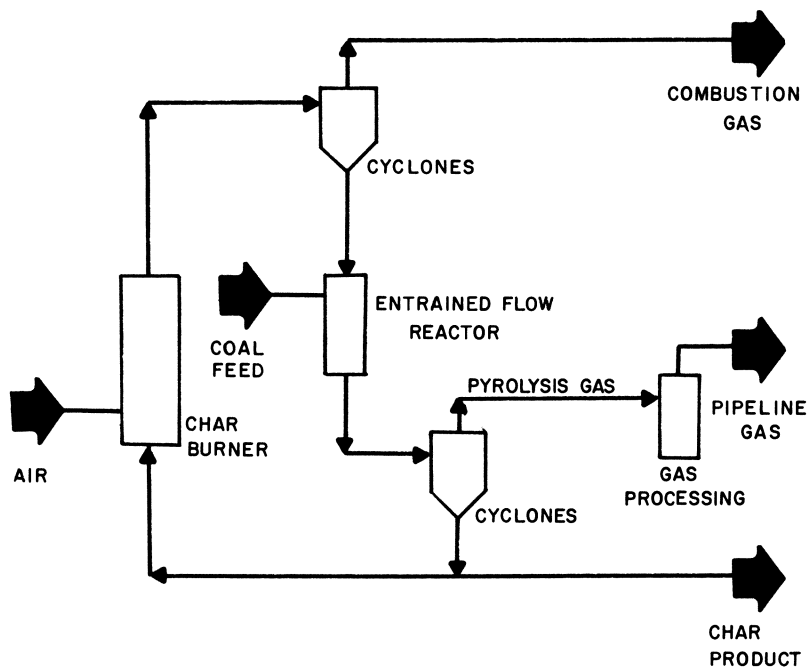 COMBUSTION
GAS
CYCLONES
ENTRAINED FLOW
REACTOR
COAL
FEED
PYROLYSIS GAS
PIPELINE
GAS
CHAR
BURNER
AIR
GAS
PROCESSING
CYCLONES
CHAR
PRODUCT